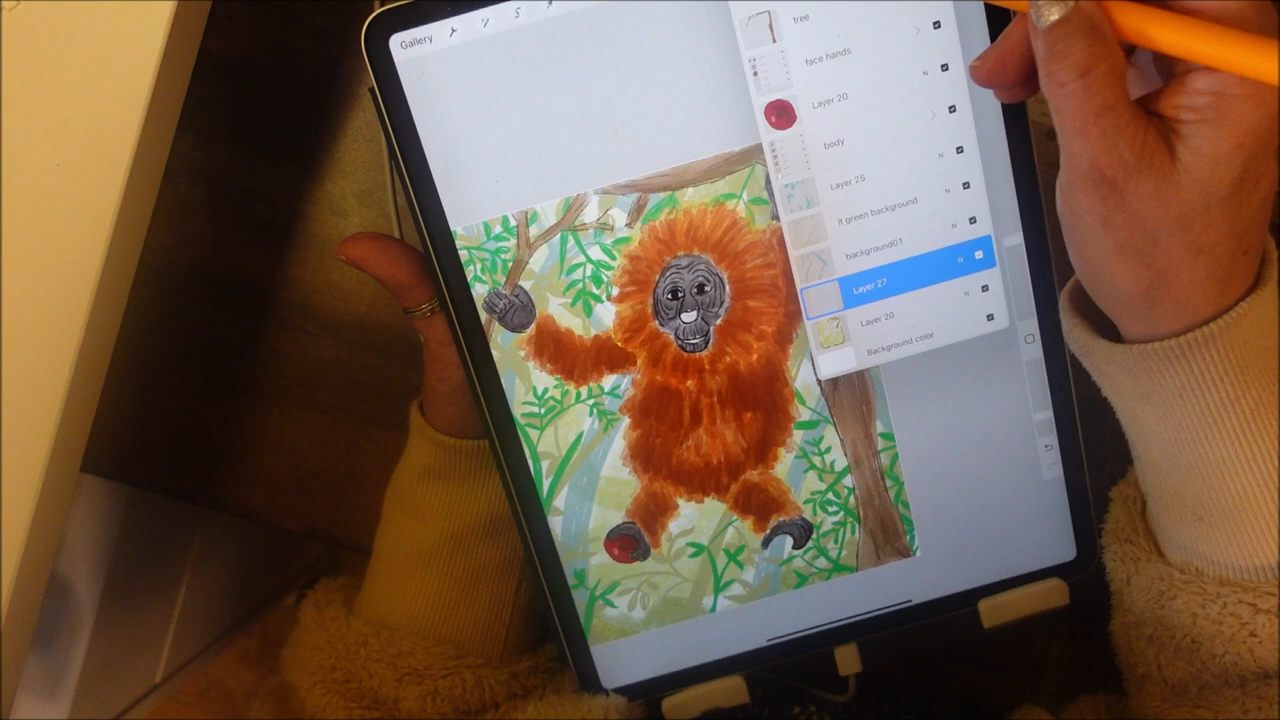 Gallery
tree
face hands
N
Layer 20
body
N
Layer 25
N
lt green background
N
background01
N
Layer 27
N
Layer 20
Background color